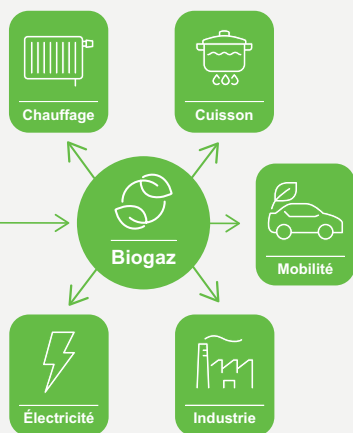 Chauffage
Cuisson
Biogaz
Mobilité
Électricité
Industrie